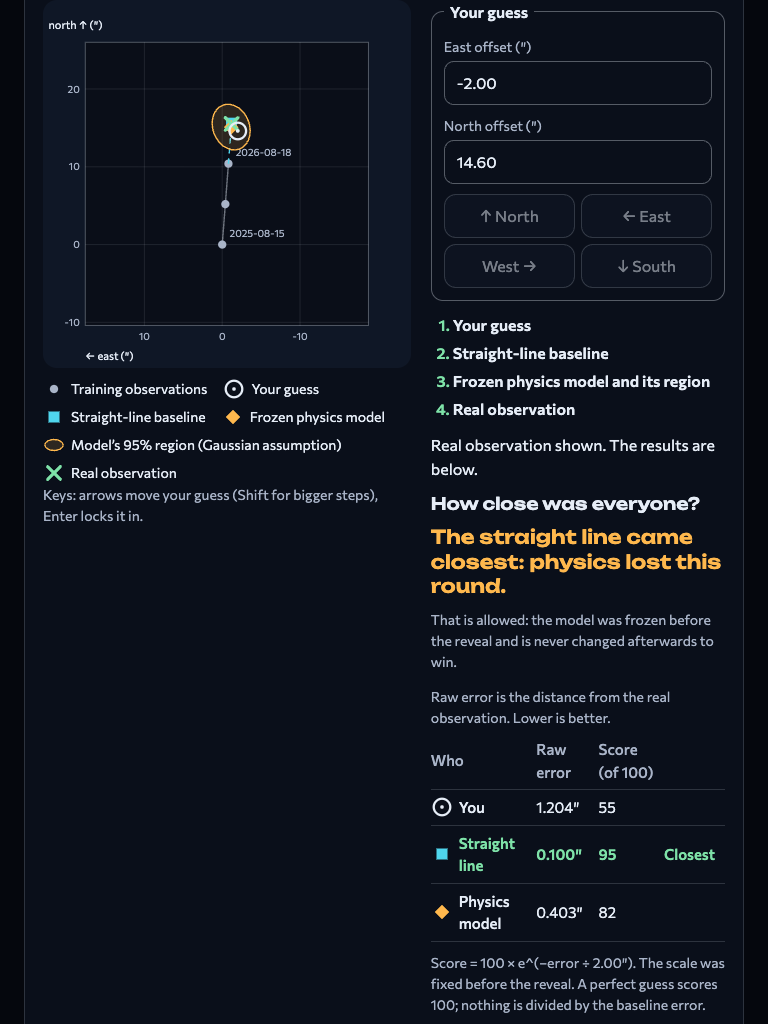 north ↑ (″)
20
2026-08-18
10
2025-08-15
0
-10
10
0
-10
← east (″)
Training observations
Your guess
Straight-line baseline
Frozen physics model
Model's 95% region (Gaussian assumption)
Real observation
Keys: arrows move your guess (Shift for bigger steps),
Enter locks it in.
Your guess
East offset (″)
-2.00
North offset (″)
14.60
↑ North
← East
West →
↓ South
1. Your guess
2. Straight-line baseline
3. Frozen physics model and its region
4. Real observation
Real observation shown. The results are
below.
How close was everyone?
The straight line came
closest: physics lost this
round.
That is allowed: the model was frozen before
the reveal and is never changed afterwards to
win.
Raw error is the distance from the real
observation. Lower is better.
Who Raw error Score (of 100)
You 1.204″ 55
Straight line 0.100″ 95 Closest
Physics model 0.403″ 82
Score = 100 × e^(−error ÷ 2.00″). The scale was
fixed before the reveal. A perfect guess scores
100; nothing is divided by the baseline error.